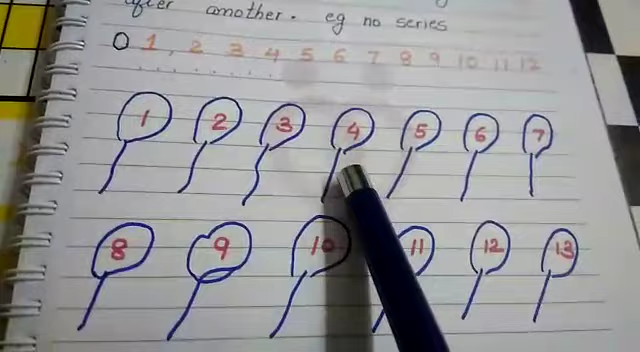 after another. eg no series
0 1, 2 3 4 5 6 7 8 9 10 11 12
1 2 3 4 5 6 7
8 9 10 11 12 13